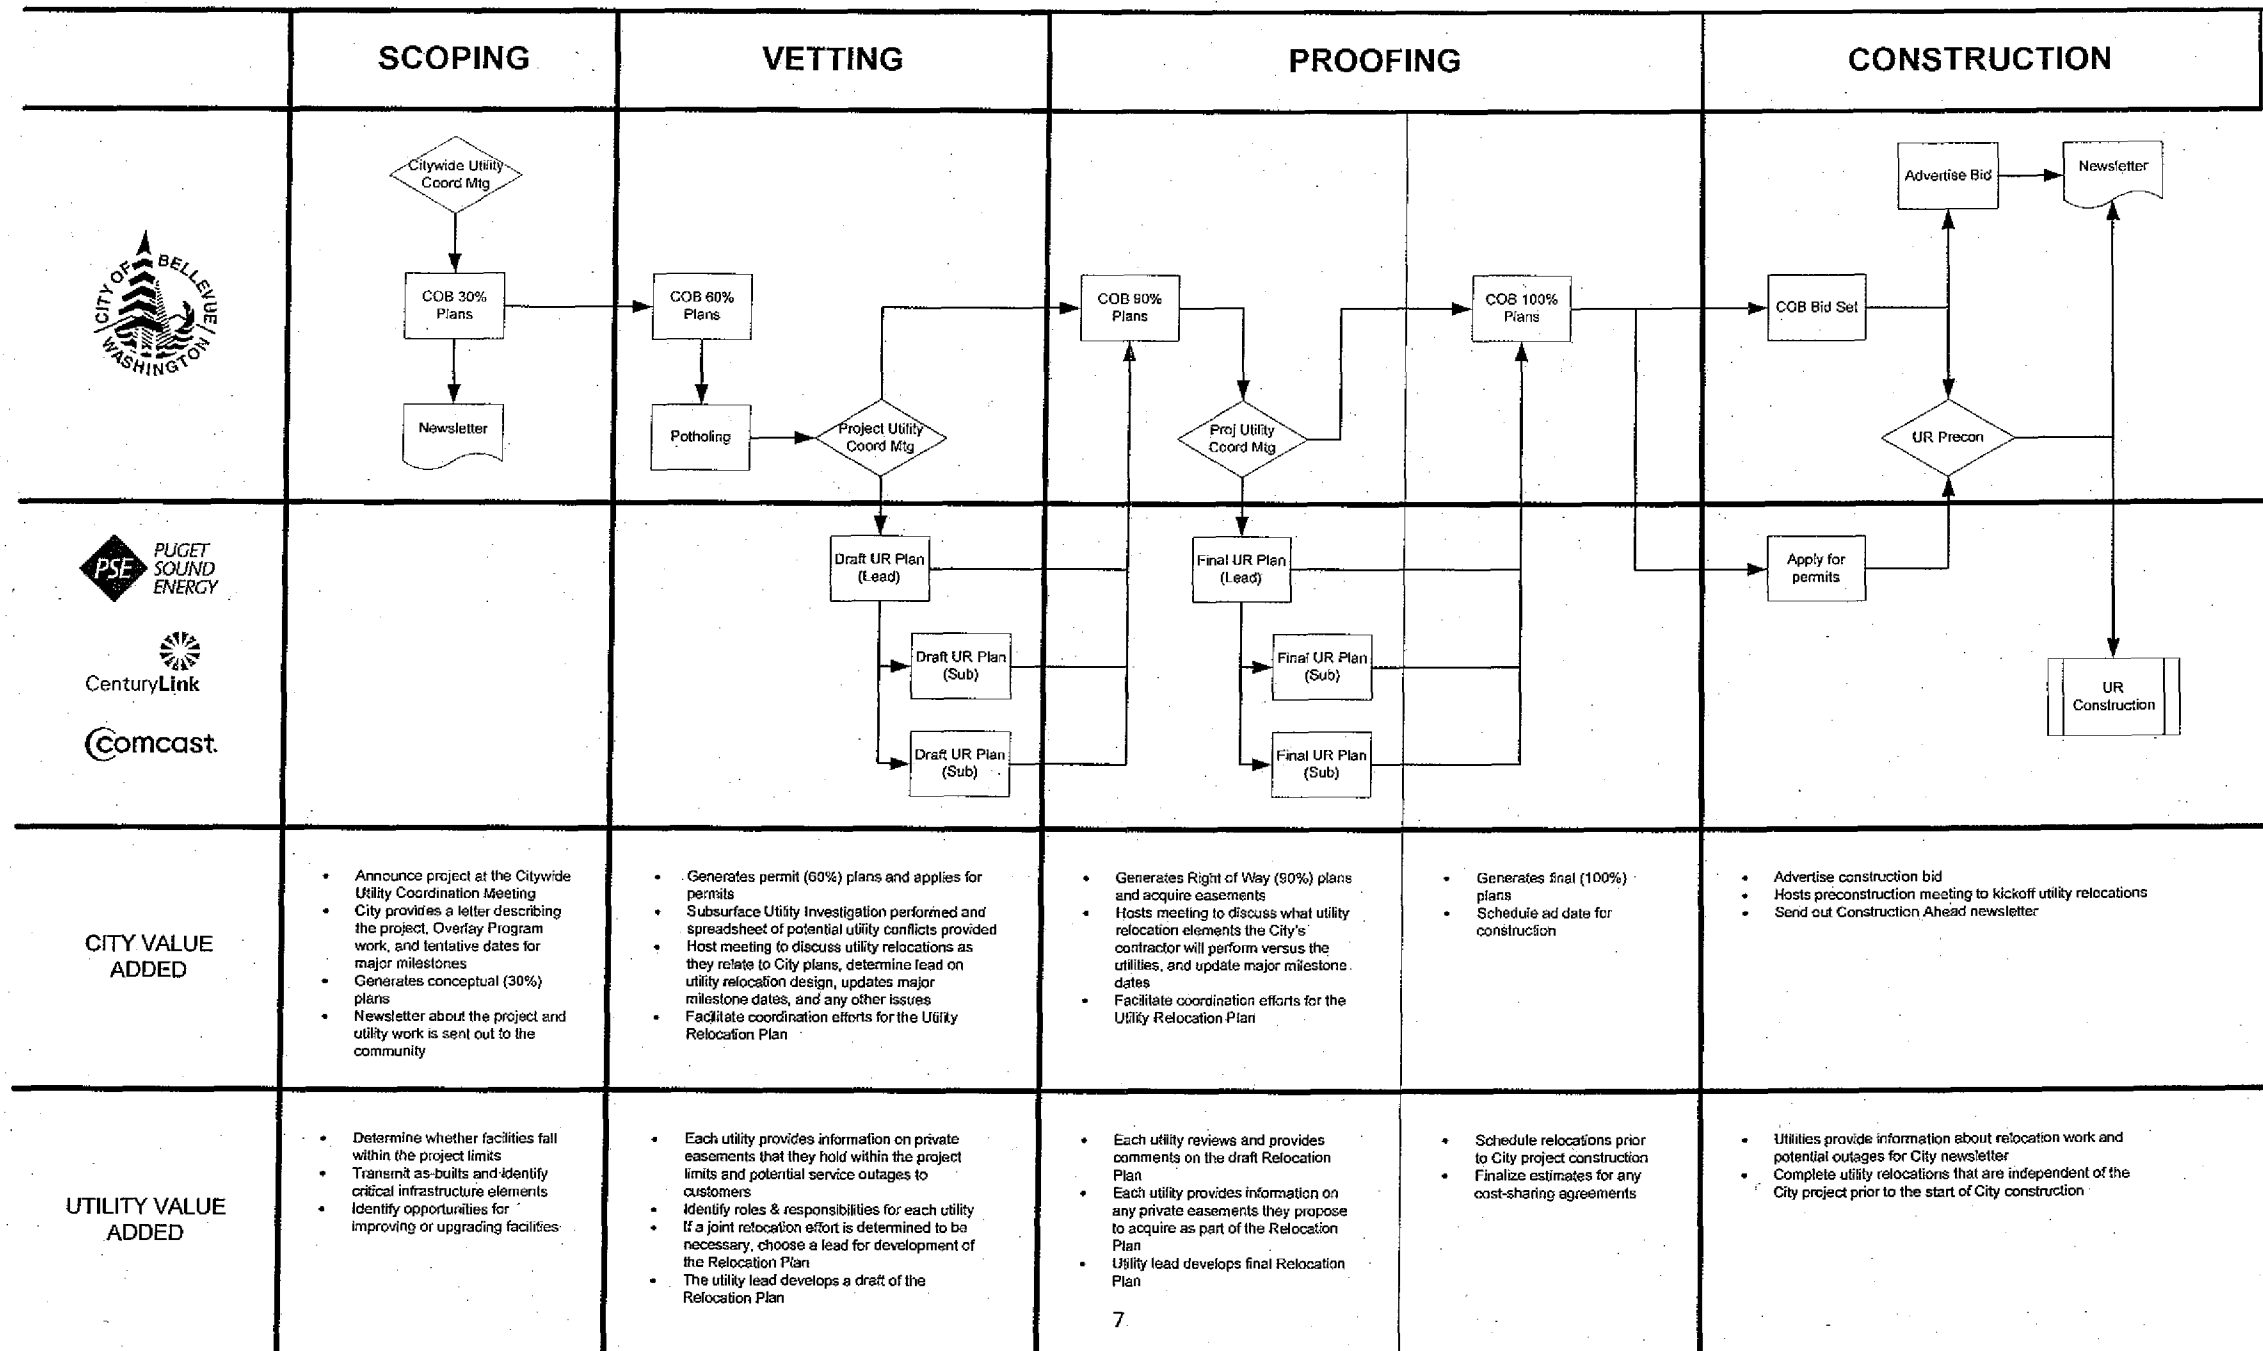 SCOPING
VETTING
PROOFING
CONSTRUCTION
Citywide Utility
Coord Mtg
COB 30%
Plans
Newsletter
COB 60%
Plans
Potholing
Project Utility
Coord Mtg
COB 90%
Plans
Proj Utility
Coord Mtg
COB 100%
Plans
COB Bid Set
Advertise Bid
Newsletter
UR Precon
CITY OF BELLEVUE
WASHINGTON
PSE
PUGET
SOUND
ENERGY
CenturyLink
Comcast.
Draft UR Plan
(Lead)
Draft UR Plan
(Sub)
Draft UR Plan
(Sub)
Final UR Plan
(Lead)
Final UR Plan
(Sub)
Final UR Plan
(Sub)
Apply for
permits
UR
Construction
CITY VALUE
ADDED
• Announce project at the Citywide
Utility Coordination Meeting
• City provides a letter describing
the project, Overlay Program
work, and tentative dates for
major milestones
• Generates conceptual (30%)
plans
• Newsletter about the project and
utility work is sent out to the
community
• Generates permit (60%) plans and applies for
permits
• Subsurface Utility Investigation performed and
spreadsheet of potential utility conflicts provided
• Host meeting to discuss utility relocations as
they relate to City plans, determine lead on
utility relocation design, updates major
milestone dates, and any other issues
• Facilitate coordination efforts for the Utility
Relocation Plan
• Generates Right of Way (90%) plans
and acquire easements
• Hosts meeting to discuss what utility
relocation elements the City's
contractor will perform versus the
utilities, and update major milestone
dates
• Facilitate coordination efforts for the
Utility Relocation Plan
• Generates final (100%)
plans
• Schedule ad date for
construction
• Advertise construction bid
• Hosts preconstruction meeting to kickoff utility relocations
• Send out Construction Ahead newsletter
UTILITY VALUE
ADDED
• Determine whether facilities fall
within the project limits
• Transmit as-builts and identify
critical infrastructure elements
• Identify opportunities for
improving or upgrading facilities
• Each utility provides information on private
easements that they hold within the project
limits and potential service outages to
customers
• Identify roles & responsibilities for each utility
• If a joint relocation effort is determined to be
necessary, choose a lead for development of
the Relocation Plan
• The utility lead develops a draft of the
Relocation Plan
• Each utility reviews and provides
comments on the draft Relocation
Plan
• Each utility provides information on
any private easements they propose
to acquire as part of the Relocation
Plan
• Utility lead develops final Relocation
Plan
• Schedule relocations prior
to City project construction
• Finalize estimates for any
cost-sharing agreements
• Utilities provide information about relocation work and
potential outages for City newsletter
• Complete utility relocations that are independent of the
City project prior to the start of City construction
7